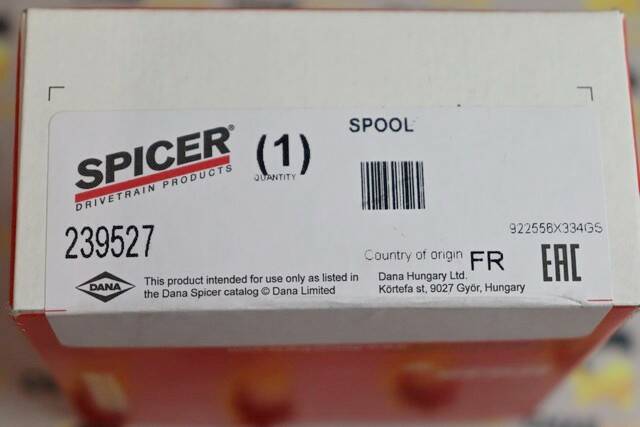 SPICER®
DRIVETRAIN PRODUCTS
(1)
QUANTITY
SPOOL
239527
922556X334GS
Country of origin FR
EAC
DANA
This product intended for use only as listed in
the Dana Spicer catalog © Dana Limited
Dana Hungary Ltd.
Körtefa st, 9027 Győr, Hungary